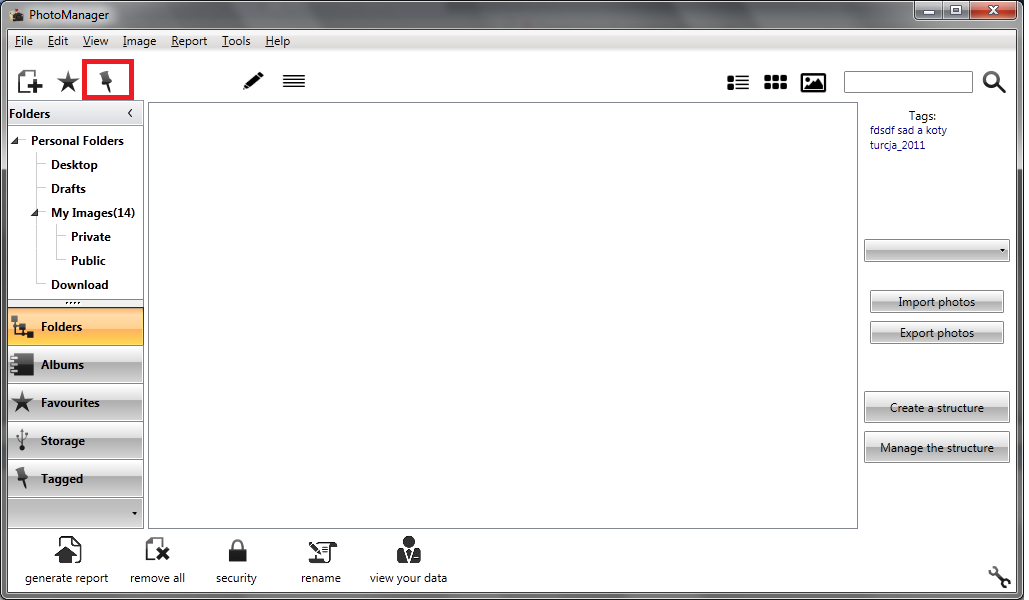 PhotoManager
File Edit View Image Report Tools Help
Folders
Personal Folders
Desktop
Drafts
My Images(14)
Private
Public
Download
Folders
Albums
Favourites
Storage
Tagged
Tags:
fdsdf sad a koty
turcja_2011
Import photos
Export photos
Create a structure
Manage the structure
generate report remove all security rename view your data